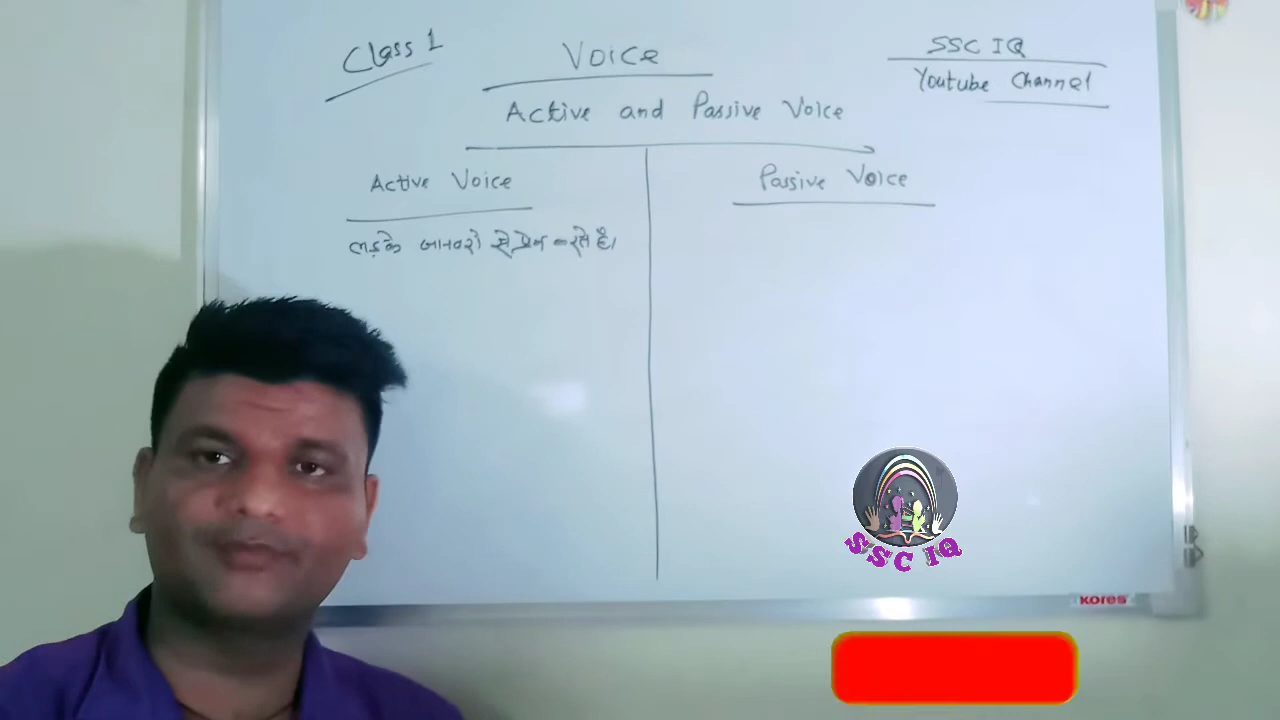 Class 1
Voice
SSC IQ
Youtube Channel
Active and Passive Voice
Active Voice
Passive Voice
लड़के जानवरो से प्रेम करते है।
SSC IQ
KORES